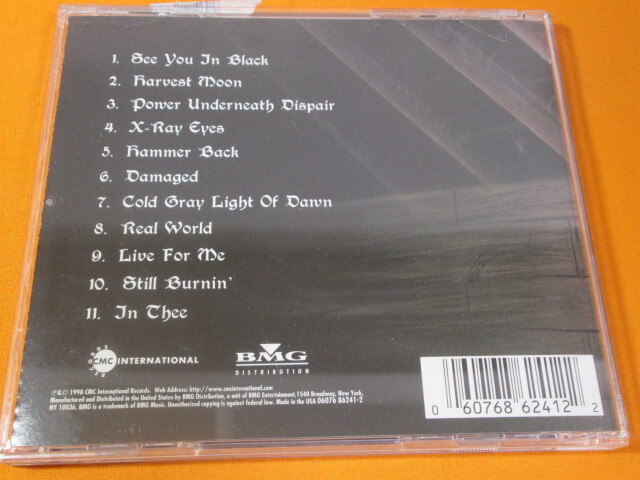 1. See You In Black
2. Harvest Moon
3. Power Underneath Dispair
4. X-Ray Eyes
5. Hammer Back
6. Damaged
7. Cold Gray Light Of Dawn
8. Real World
9. Live For Me
10. Still Burnin'
11. In Thee
CMC INTERNATIONAL
BMG
DISTRIBUTION
℗&© 1998 CMC International Records. Web Address: http://www.cmcinternational.com
Manufactured and Distributed in the United States by BMG Distribution, a unit of BMG Entertainment, 1540 Broadway, New York,
NY 10036. BMG is a trademark of BMG Music. Unauthorized copying is against federal law. Made in the USA 06076 86241-2
0 60768 62412 2